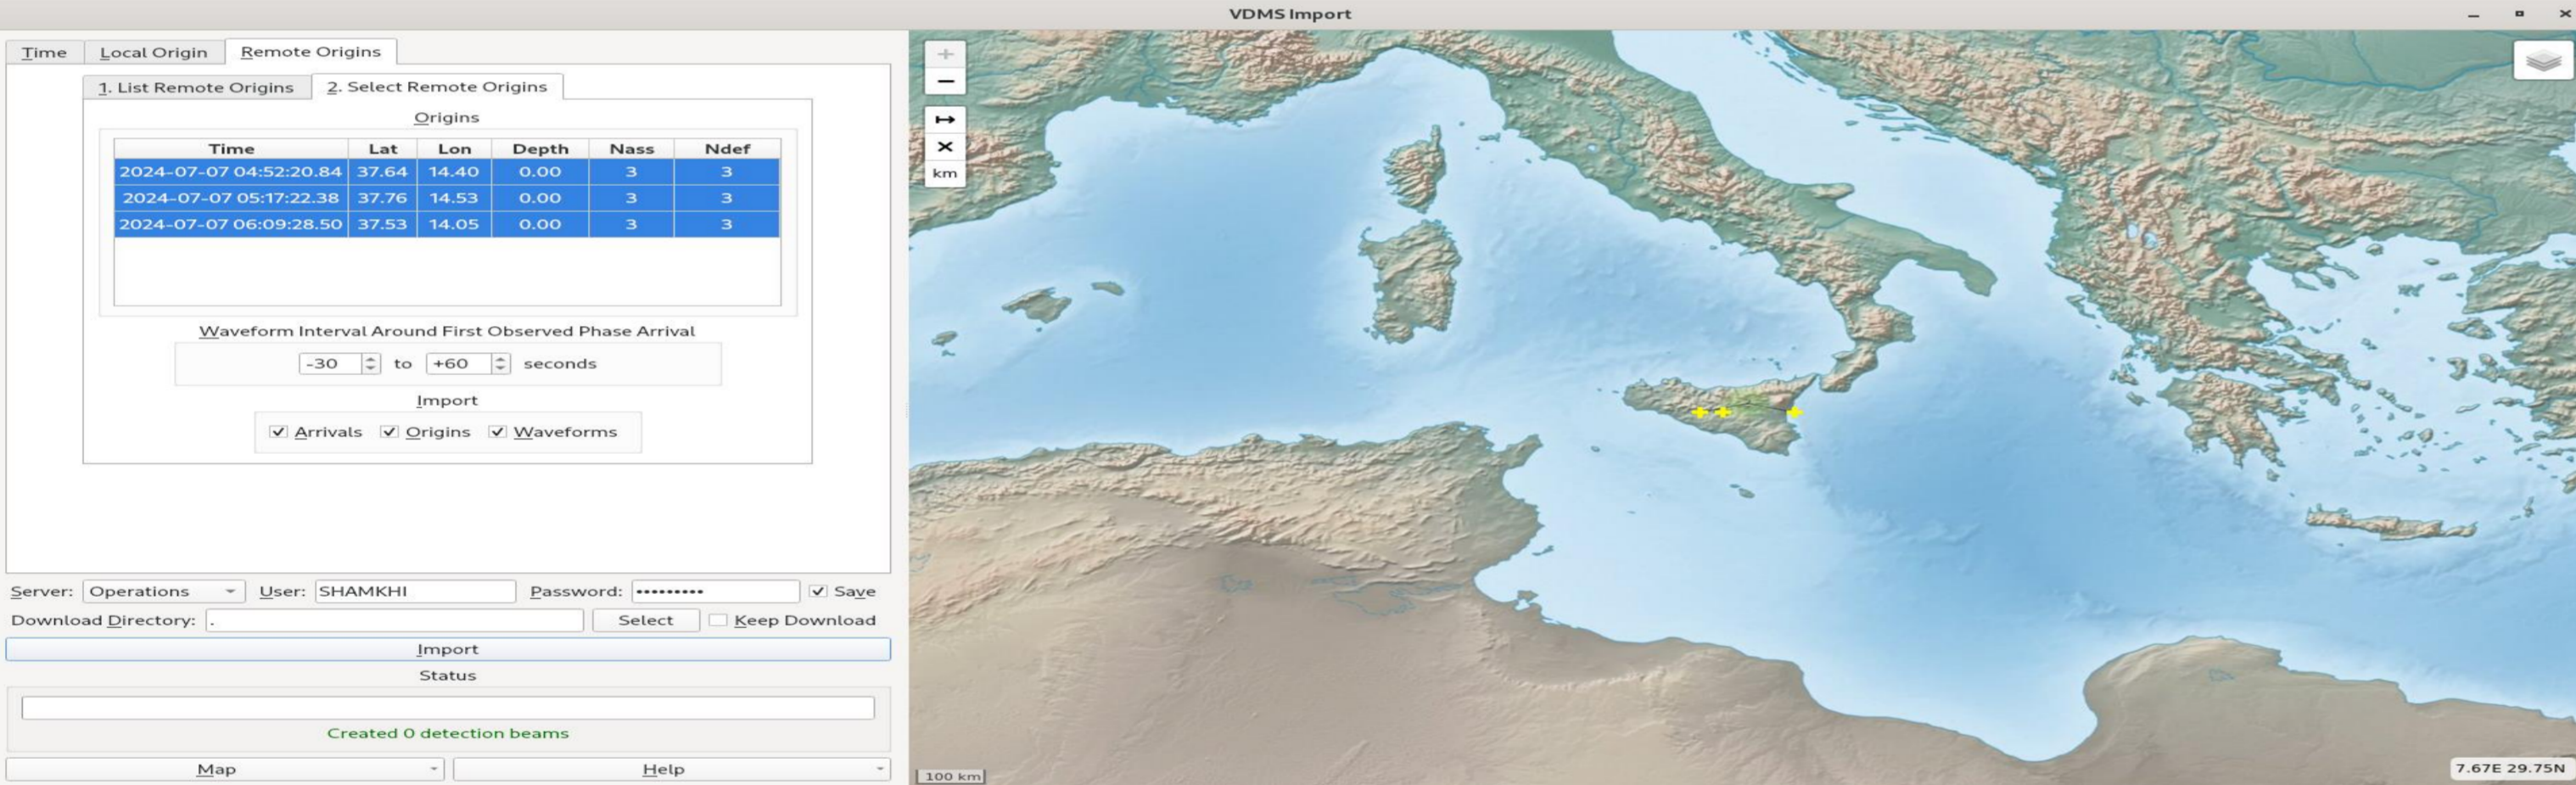 VDMS Import
Time Local Origin Remote Origins
1. List Remote Origins 2. Select Remote Origins
Origins
Time Lat Lon Depth Nass Ndef
2024-07-07 04:52:20.84 37.64 14.40 0.00 3 3
2024-07-07 05:17:22.38 37.76 14.53 0.00 3 3
2024-07-07 06:09:28.50 37.53 14.05 0.00 3 3
Waveform Interval Around First Observed Phase Arrival
-30 to +60 seconds
Import
Arrivals Origins Waveforms
Server: Operations User: SHAMKHI Password: ••••••••• Save
Download Directory: . Select Keep Download
Import
Status
Created 0 detection beams
Map Help
+
−
km
100 km
7.67E 29.75N